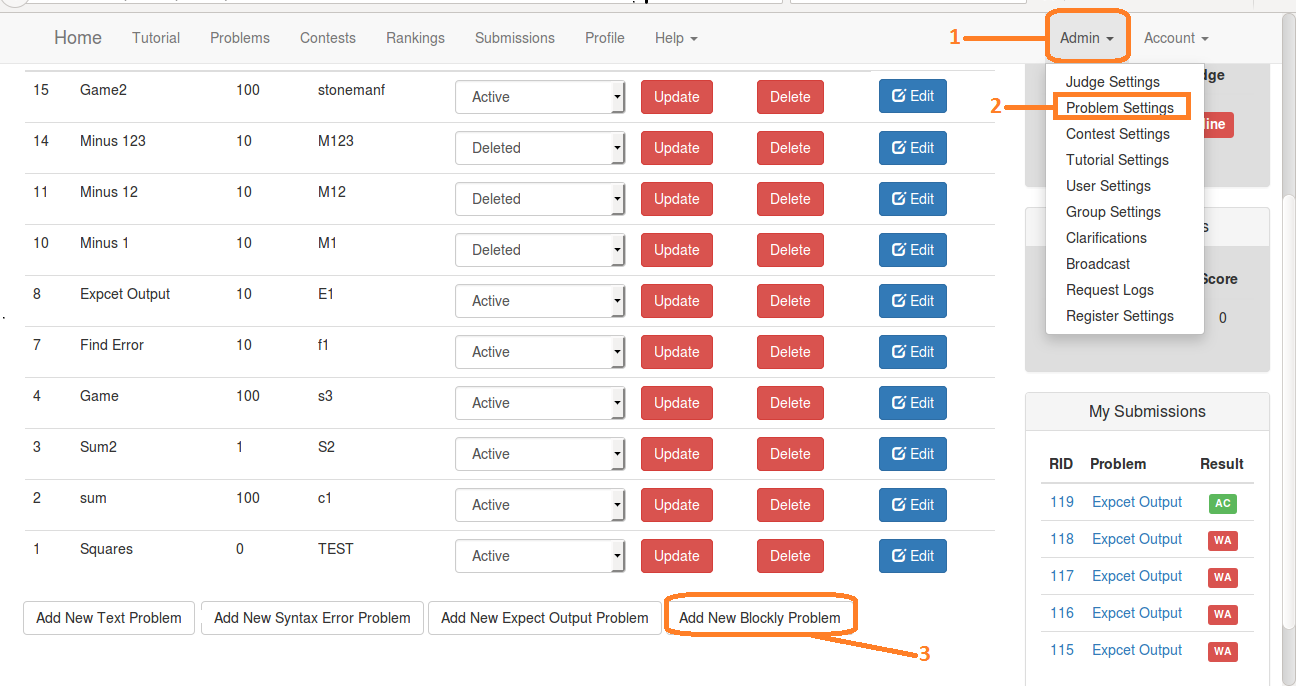 Home Tutorial Problems Contests Rankings Submissions Profile Help 1 Admin Account
15 Game2 100 stonemanf Active Update Delete Edit
14 Minus 123 10 M123 Deleted Update Delete Edit
11 Minus 12 10 M12 Deleted Update Delete Edit
10 Minus 1 10 M1 Deleted Update Delete Edit
8 Expcet Output 10 E1 Active Update Delete Edit
7 Find Error 10 f1 Active Update Delete Edit
4 Game 100 s3 Active Update Delete Edit
3 Sum2 1 S2 Active Update Delete Edit
2 sum 100 c1 Active Update Delete Edit
1 Squares 0 TEST Active Update Delete Edit
Add New Text Problem Add New Syntax Error Problem Add New Expect Output Problem Add New Blockly Problem
3
Judge Settings
2 Problem Settings
Contest Settings
Tutorial Settings
User Settings
Group Settings
Clarifications
Broadcast
Request Logs
Register Settings
dge
line
s
Score
0
My Submissions
RID Problem Result
119 Expcet Output AC
118 Expcet Output WA
117 Expcet Output WA
116 Expcet Output WA
115 Expcet Output WA